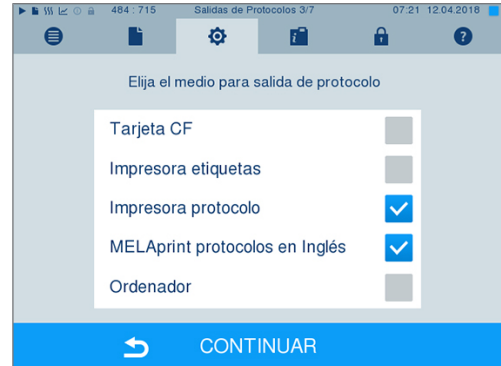 484 : 715 Salidas de Protocolos 3/7 07:21 12.04.2018
Elija el medio para salida de protocolo
Tarjeta CF
Impresora etiquetas
Impresora protocolo
MELAprint protocolos en Inglés
Ordenador
CONTINUAR